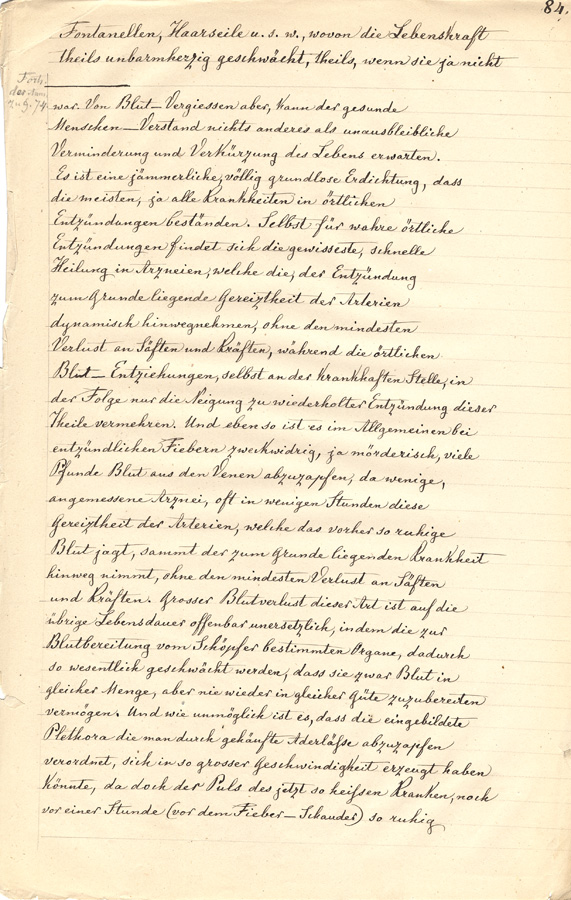 84.
Fontanellen, Haarseile u. s. w., wovon die Lebenskraft
theils unbarmherzig geschwächt, theils, wenn sie ja nicht
zu §. 74.
war. Von Blut–Vergiessen aber, kann der gesunde
Menschen–Verstand nichts anderes als unausbleibliche
Verminderung und Verkürzung des Lebens erwarten.
Es ist eine jämmerliche, völlig grundlose Erdichtung, dass
die meisten, ja alle Krankheiten in örtlichen
Entzündungen beständen. Selbst für wahre örtliche
Entzündungen findet sich die gewisseste, schnelle
Heilung in Arzneien, welche die, der Entzündung
zum Grunde liegende Gereiztheit der Arterien
dynamisch hinwegnehmen, ohne den mindesten
Verlust an Säften und Kräften, während die örtlichen
Blut–Entziehungen, selbst an der krankhaften Stelle, in
der Folge nur die Neigung zu wiederholter Entzündung dieser
Theile vermehren. Und eben so ist es im Allgemeinen bei
entzündlichen Fiebern zweckwidrig, ja mörderisch, viele
Pfunde Blut aus den Venen abzuzapfen, da wenige,
angemessene Arznei, oft in wenigen Stunden diese
Gereiztheit der Arterien, welche das vorher so ruhige
Blut jagt, sammt der zum Grunde liegenden Krankheit
hinweg nimmt, ohne den mindesten Verlust an Säften
und Kräften. Grosser Blutverlust dieser Art ist auf die
übrige Lebensdauer offenbar unersetzlich, indem die zur
Blutbereitung vom Schöpfer bestimmten Organe, dadurch
so wesentlich geschwächt werden, dass sie zwar Blut in
gleicher Menge, aber nie wieder in gleicher Güte zuzubereiten
vermögen. Und wie unmöglich ist es, dass die eingebildete
Plethora die man durch gehäufte Aderläſse abzuzapfen
verordnet, sich in so grosser Geschwindigkeit erzeugt haben
könnte, da doch der Puls des jetzt so heiſsen Kranken, noch
vor einer Stunde (vor dem Fieber–Schauder) so ruhig